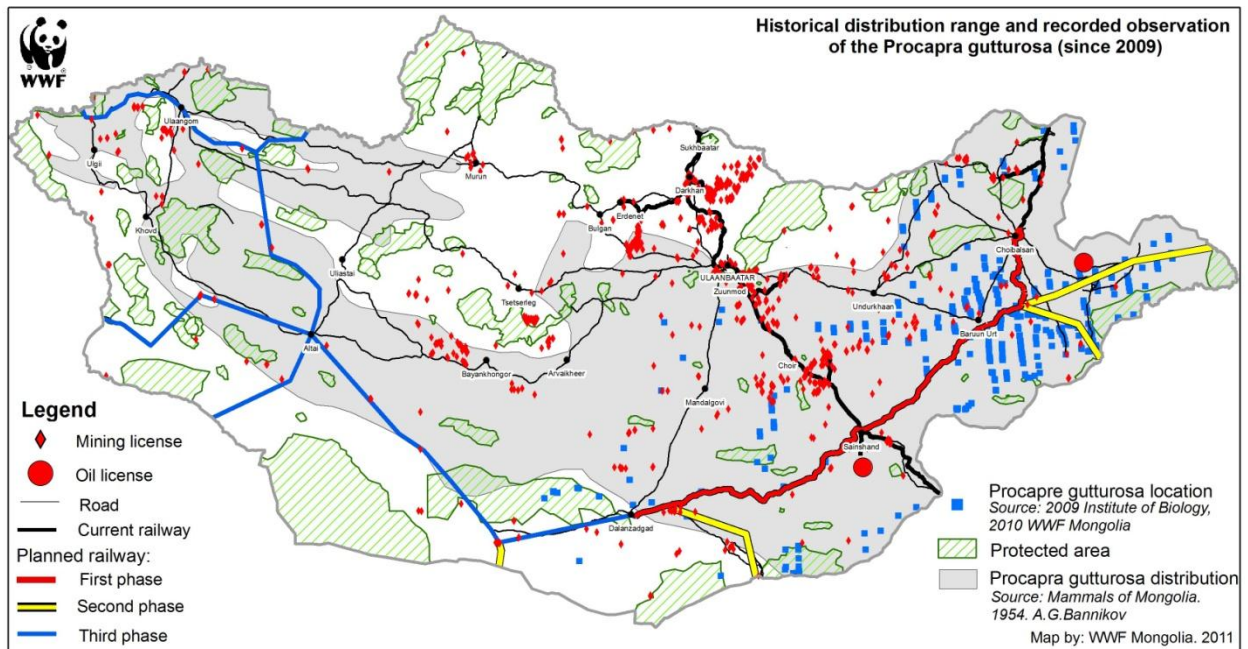 Historical distribution range and recorded observation
of the Procapra gutturosa (since 2009)
WWF
Ulaangom
Ulgii
Khovd
Murun
Sukhbaatar
Darkhan
Erdenet
Bulgan
Uliastai
Tsetserleg
ULAANBAATAR
Zuunmod
Undurkhaan
Choibalsan
Baruun Urt
Altai
Bayankhongor
Arvaikheer
Choir
Mandalgovi
Sainshand
Dalanzadgad
Legend
Mining license
Oil license
Road
Current railway
Planned railway:
First phase
Second phase
Third phase
Procapre gutturosa location
Source: 2009 Institute of Biology,
2010 WWF Mongolia
Protected area
Procapra gutturosa distribution
Source: Mammals of Mongolia.
1954. A.G.Bannikov
Map by: WWF Mongolia. 2011